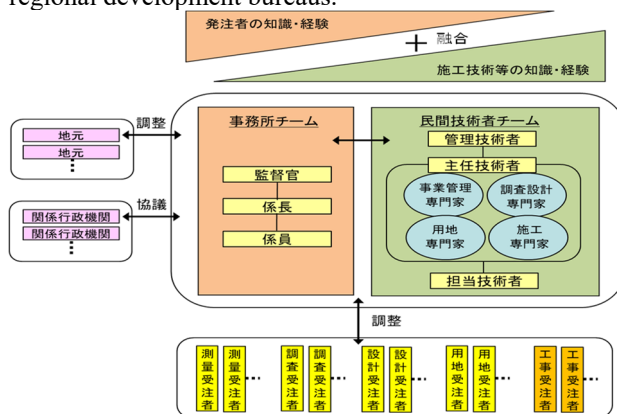 regional development bureaus.
発注者の知識・経験
＋ 融合
施工技術等の知識・経験
事務所チーム
民間技術者チーム
地元
地元
調整
管理技術者
主任技術者
監督官
係長
係員
事業管理
専門家
調査設計
専門家
用地
専門家
施工
専門家
担当技術者
協議
関係行政機関
関係行政機関
調整
測量受注者
測量受注者
調査受注者
調査受注者
設計受注者
設計受注者
用地受注者
用地受注者
工事受注者
工事受注者